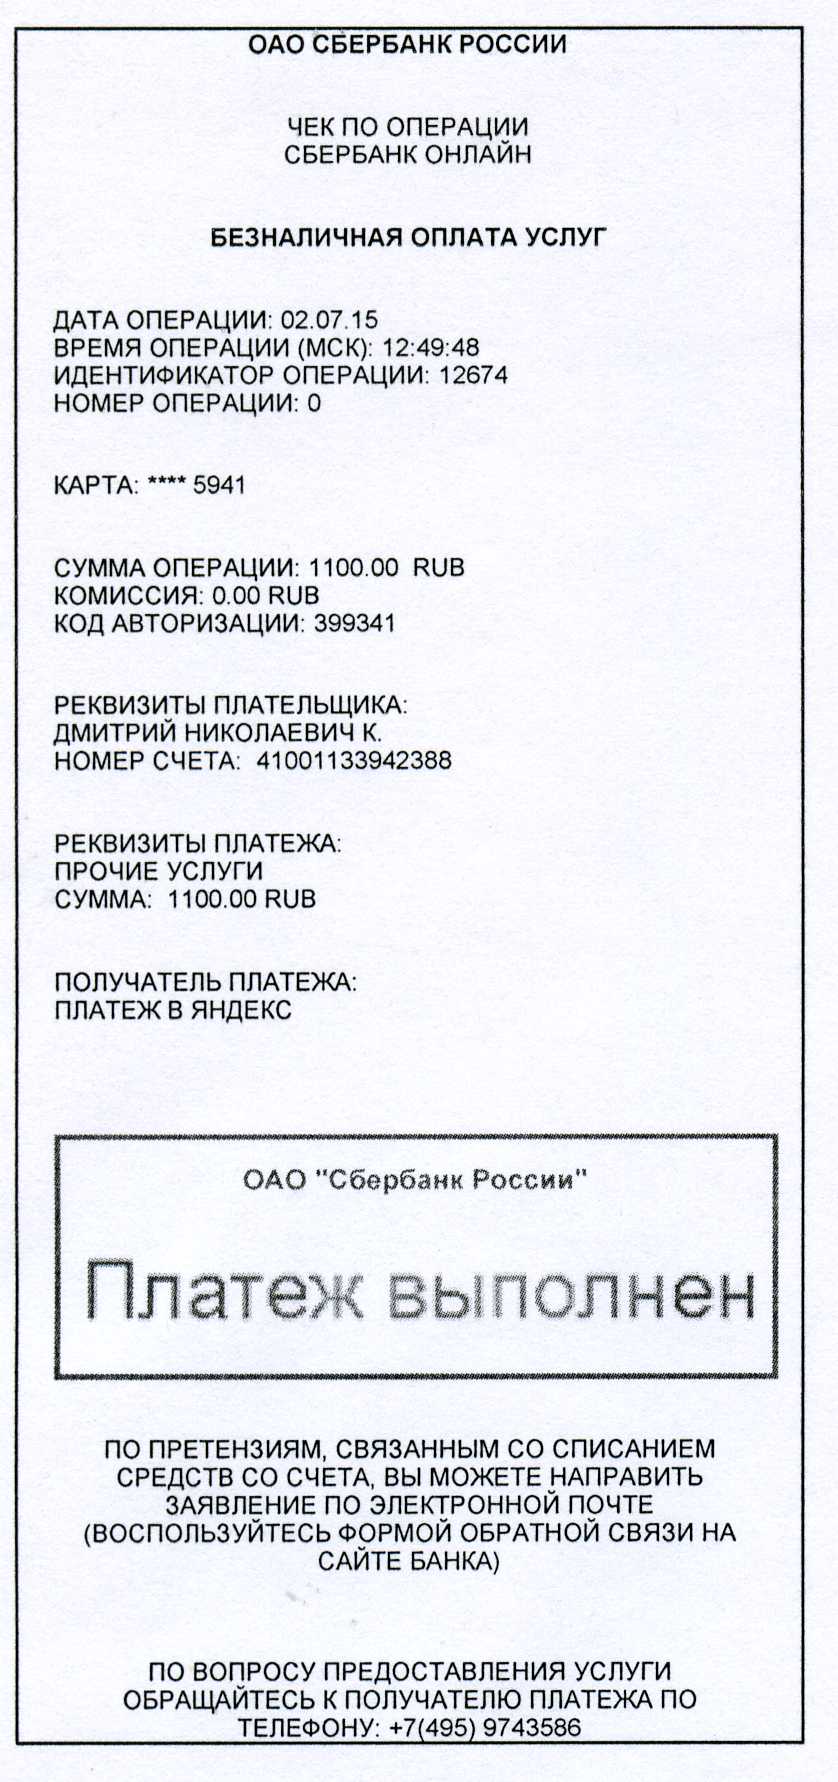 ОАО СБЕРБАНК РОССИИ
ЧЕК ПО ОПЕРАЦИИ
СБЕРБАНК ОНЛАЙН
БЕЗНАЛИЧНАЯ ОПЛАТА УСЛУГ
ДАТА ОПЕРАЦИИ: 02.07.15
ВРЕМЯ ОПЕРАЦИИ (МСК): 12:49:48
ИДЕНТИФИКАТОР ОПЕРАЦИИ: 12674
НОМЕР ОПЕРАЦИИ: 0
КАРТА: **** 5941
СУММА ОПЕРАЦИИ: 1100.00 RUB
КОМИССИЯ: 0.00 RUB
КОД АВТОРИЗАЦИИ: 399341
РЕКВИЗИТЫ ПЛАТЕЛЬЩИКА:
ДМИТРИЙ НИКОЛАЕВИЧ К.
НОМЕР СЧЕТА: 41001133942388
РЕКВИЗИТЫ ПЛАТЕЖА:
ПРОЧИЕ УСЛУГИ
СУММА: 1100.00 RUB
ПОЛУЧАТЕЛЬ ПЛАТЕЖА:
ПЛАТЕЖ В ЯНДЕКС
ОАО "Сбербанк России"
Платеж выполнен
ПО ПРЕТЕНЗИЯМ, СВЯЗАННЫМ СО СПИСАНИЕМ
СРЕДСТВ СО СЧЕТА, ВЫ МОЖЕТЕ НАПРАВИТЬ
ЗАЯВЛЕНИЕ ПО ЭЛЕКТРОННОЙ ПОЧТЕ
(ВОСПОЛЬЗУЙТЕСЬ ФОРМОЙ ОБРАТНОЙ СВЯЗИ НА
САЙТЕ БАНКА)
ПО ВОПРОСУ ПРЕДОСТАВЛЕНИЯ УСЛУГИ
ОБРАЩАЙТЕСЬ К ПОЛУЧАТЕЛЮ ПЛАТЕЖА ПО
ТЕЛЕФОНУ: +7(495) 9743586